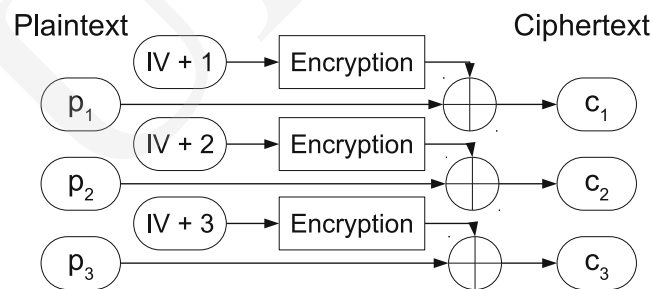 Plaintext Ciphertext
IV + 1 Encryption
p₁ c₁
IV + 2 Encryption
p₂ c₂
IV + 3 Encryption
p₃ c₃